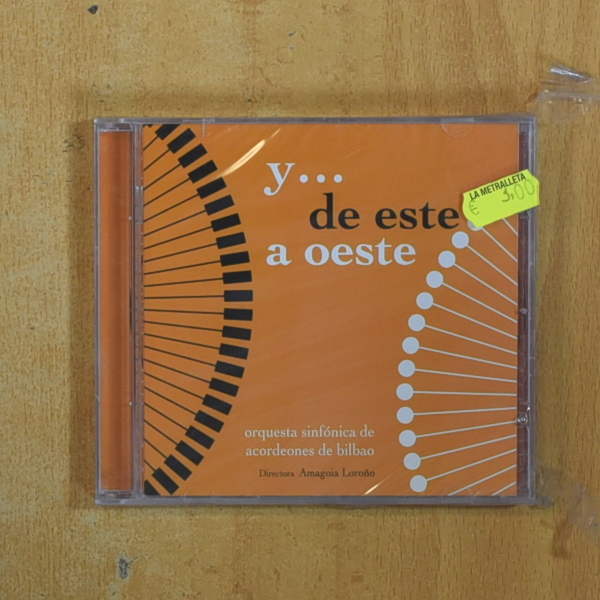 y...
de este
a oeste
LA METRALLETA
€ 3,00
orquesta sinfónica de
acordeones de bilbao
Directora Amagoia Loroño